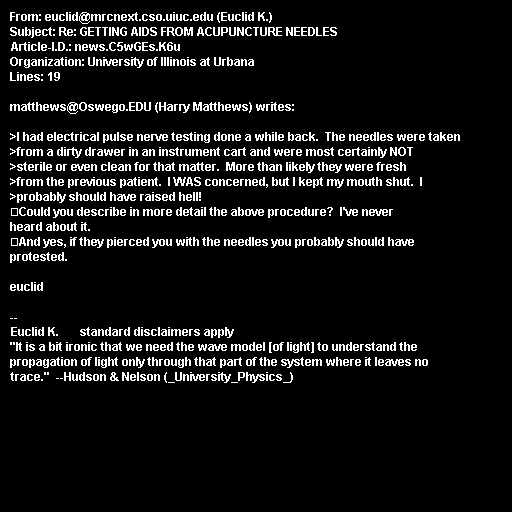 From: euclid@mrcnext.cso.uiuc.edu (Euclid K.)
Subject: Re: GETTING AIDS FROM ACUPUNCTURE NEEDLES
Article-I.D.: news.C5wGEs.K6u
Organization: University of Illinois at Urbana
Lines: 19

matthews@Oswego.EDU (Harry Matthews) writes:

>I had electrical pulse nerve testing done a while back.  The needles were taken
>from a dirty drawer in an instrument cart and were most certainly NOT
>sterile or even clean for that matter.  More than likely they were fresh
>from the previous patient.  I WAS concerned, but I kept my mouth shut.  I
>probably should have raised hell!
Could you describe in more detail the above procedure?  I've never
heard about it.
And yes, if they pierced you with the needles you probably should have
protested.

euclid

--
Euclid K.       standard disclaimers apply
"It is a bit ironic that we need the wave model [of light] to understand the
propagation of light only through that part of the system where it leaves no
trace."  --Hudson & Nelson (_University_Physics_)